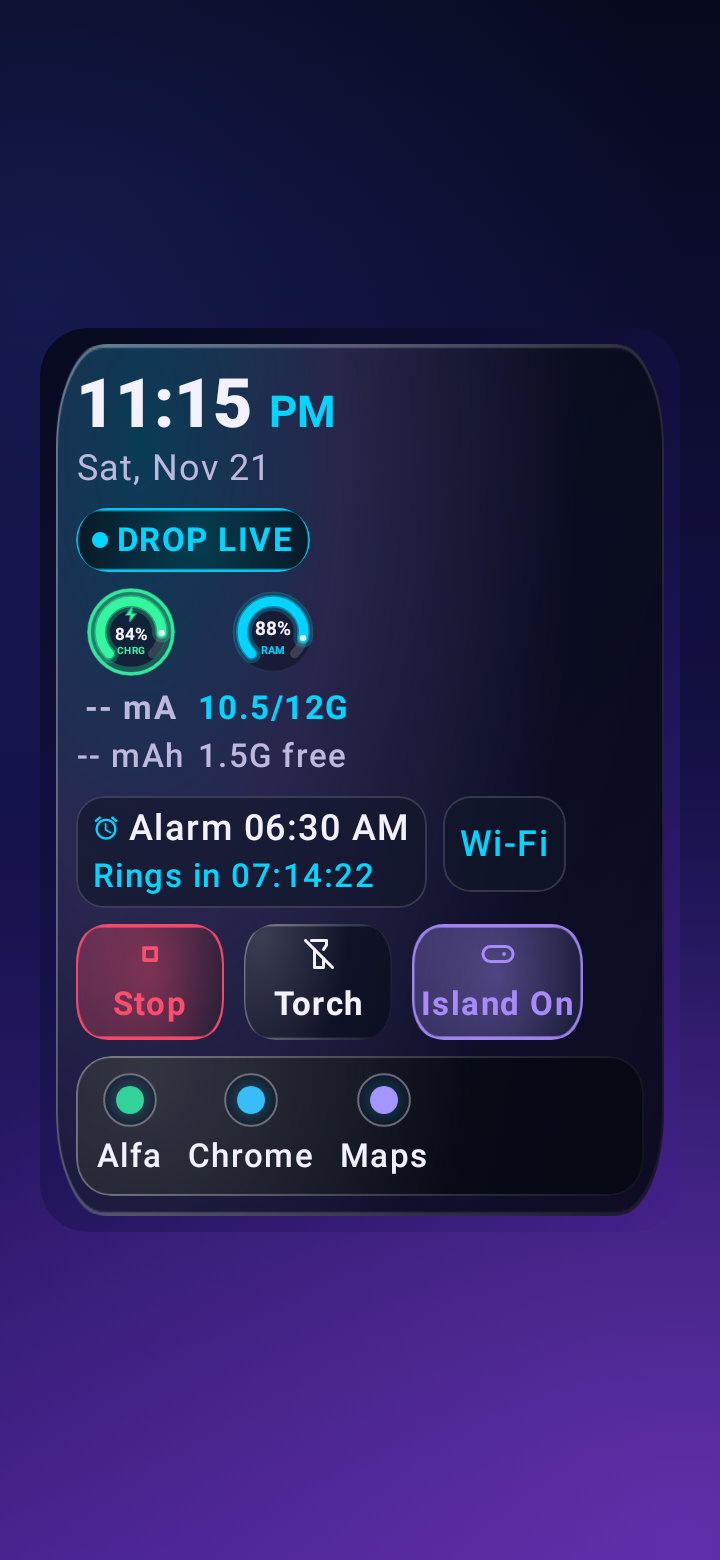 11:15 PM
Sat, Nov 21
DROP LIVE
84%
CHRG
88%
RAM
-- mA 10.5/12G
-- mAh 1.5G free
Alarm 06:30 AM
Rings in 07:14:22
Wi-Fi
Stop Torch Island On
Alfa Chrome Maps